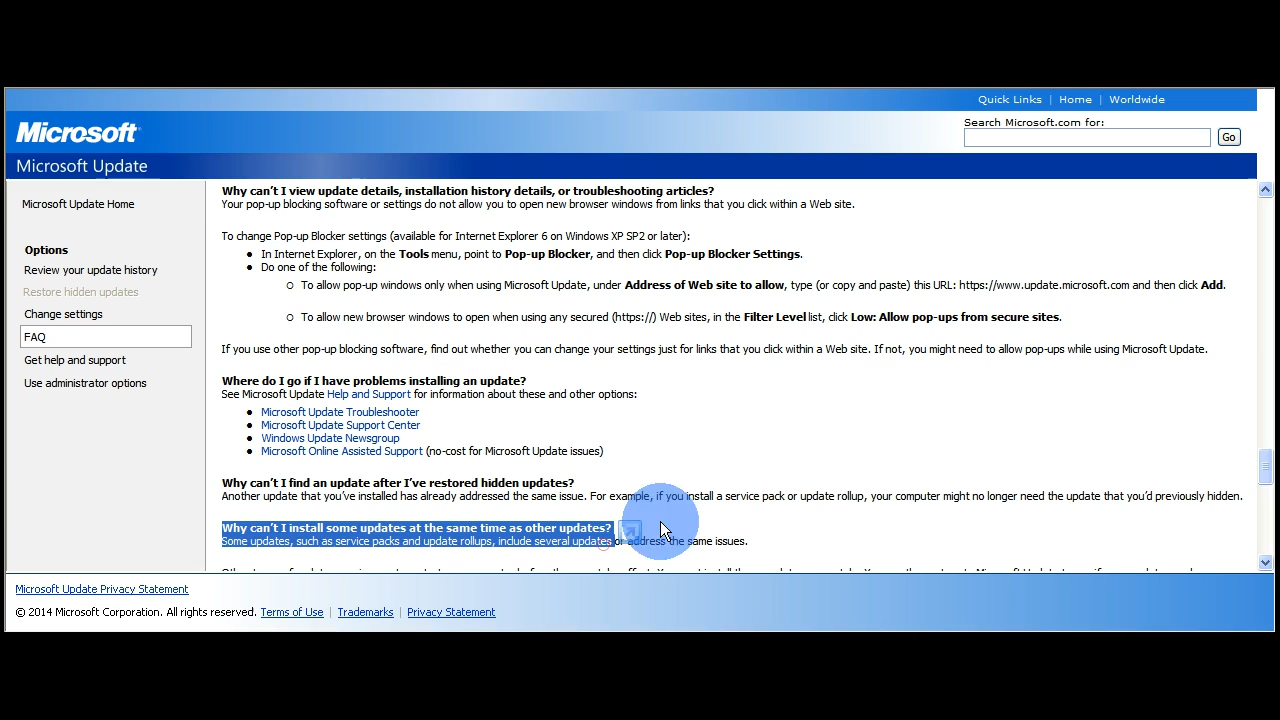 Quick Links | Home | Worldwide
Microsoft
Search Microsoft.com for:
Go
Microsoft Update
Microsoft Update Home
Options
Review your update history
Restore hidden updates
Change settings
FAQ
Get help and support
Use administrator options
Why can't I view update details, installation history details, or troubleshooting articles?
Your pop-up blocking software or settings do not allow you to open new browser windows from links that you click within a Web site.
To change Pop-up Blocker settings (available for Internet Explorer 6 on Windows XP SP2 or later):
In Internet Explorer, on the Tools menu, point to Pop-up Blocker, and then click Pop-up Blocker Settings.
Do one of the following:
To allow pop-up windows only when using Microsoft Update, under Address of Web site to allow, type (or copy and paste) this URL: https://www.update.microsoft.com and then click Add.
To allow new browser windows to open when using any secured (https://) Web sites, in the Filter Level list, click Low: Allow pop-ups from secure sites.
If you use other pop-up blocking software, find out whether you can change your settings just for links that you click within a Web site. If not, you might need to allow pop-ups while using Microsoft Update.
Where do I go if I have problems installing an update?
See Microsoft Update Help and Support for information about these and other options:
Microsoft Update Troubleshooter
Microsoft Update Support Center
Windows Update Newsgroup
Microsoft Online Assisted Support (no-cost for Microsoft Update issues)
Why can't I find an update after I've restored hidden updates?
Another update that you've installed has already addressed the same issue. For example, if you install a service pack or update rollup, your computer might no longer need the update that you'd previously hidden.
Why can't I install some updates at the same time as other updates?
Some updates, such as service packs and update rollups, include several updates or address the same issues.
Microsoft Update Privacy Statement
© 2014 Microsoft Corporation. All rights reserved. Terms of Use | Trademarks | Privacy Statement